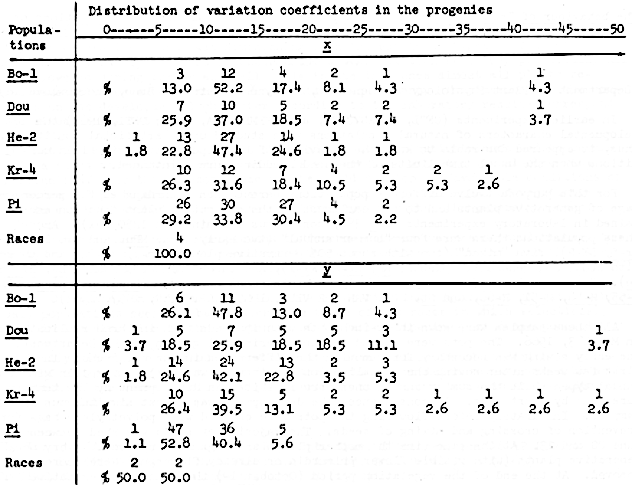 Distribution of variation coefficients in the progenies
Popula- 0-------5-----10-----15-----20-----25-----30-----35-----40-----45-----50
tions x
Bo-1 3 12 4 2 1 1
% 13.0 52.2 17.4 8.1 4.3 4.3
Dou 7 10 5 2 2 1
% 25.9 37.0 18.5 7.4 7.4 3.7
He-2 1 13 27 14 1 1
% 1.8 22.8 47.4 24.6 1.8 1.8
Kr-4 10 12 7 4 2 2 1
% 26.3 31.6 18.4 10.5 5.3 5.3 2.6
Pi 26 30 27 4 2
% 29.2 33.8 30.4 4.5 2.2
Races 4
% 100.0
y
Bo-1 6 11 3 2 1
% 26.1 47.8 13.0 8.7 4.3
Dou 1 5 7 5 5 3 1
% 3.7 18.5 25.9 18.5 18.5 11.1 3.7
He-2 1 14 24 13 2 3
% 1.8 24.6 42.1 22.8 3.5 5.3
Kr-4 10 15 5 2 2 1 1 1 1
% 26.4 39.5 13.1 5.3 5.3 2.6 2.6 2.6 2.6
Pi 1 47 36 5
% 1.1 52.8 40.4 5.6
Races 2 2
% 50.0 50.0